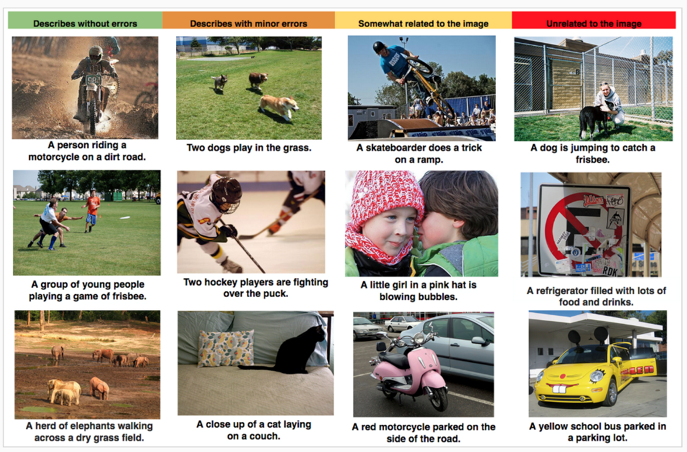 Describes without errors
Describes with minor errors
Somewhat related to the image
Unrelated to the image
A person riding a
motorcycle on a dirt road.
Two dogs play in the grass.
A skateboarder does a trick
on a ramp.
A dog is jumping to catch a
frisbee.
A group of young people
playing a game of frisbee.
Two hockey players are fighting
over the puck.
A little girl in a pink hat is
blowing bubbles.
A refrigerator filled with lots of
food and drinks.
A herd of elephants walking
across a dry grass field.
A close up of a cat laying
on a couch.
A red motorcycle parked on the
side of the road.
A yellow school bus parked in
a parking lot.